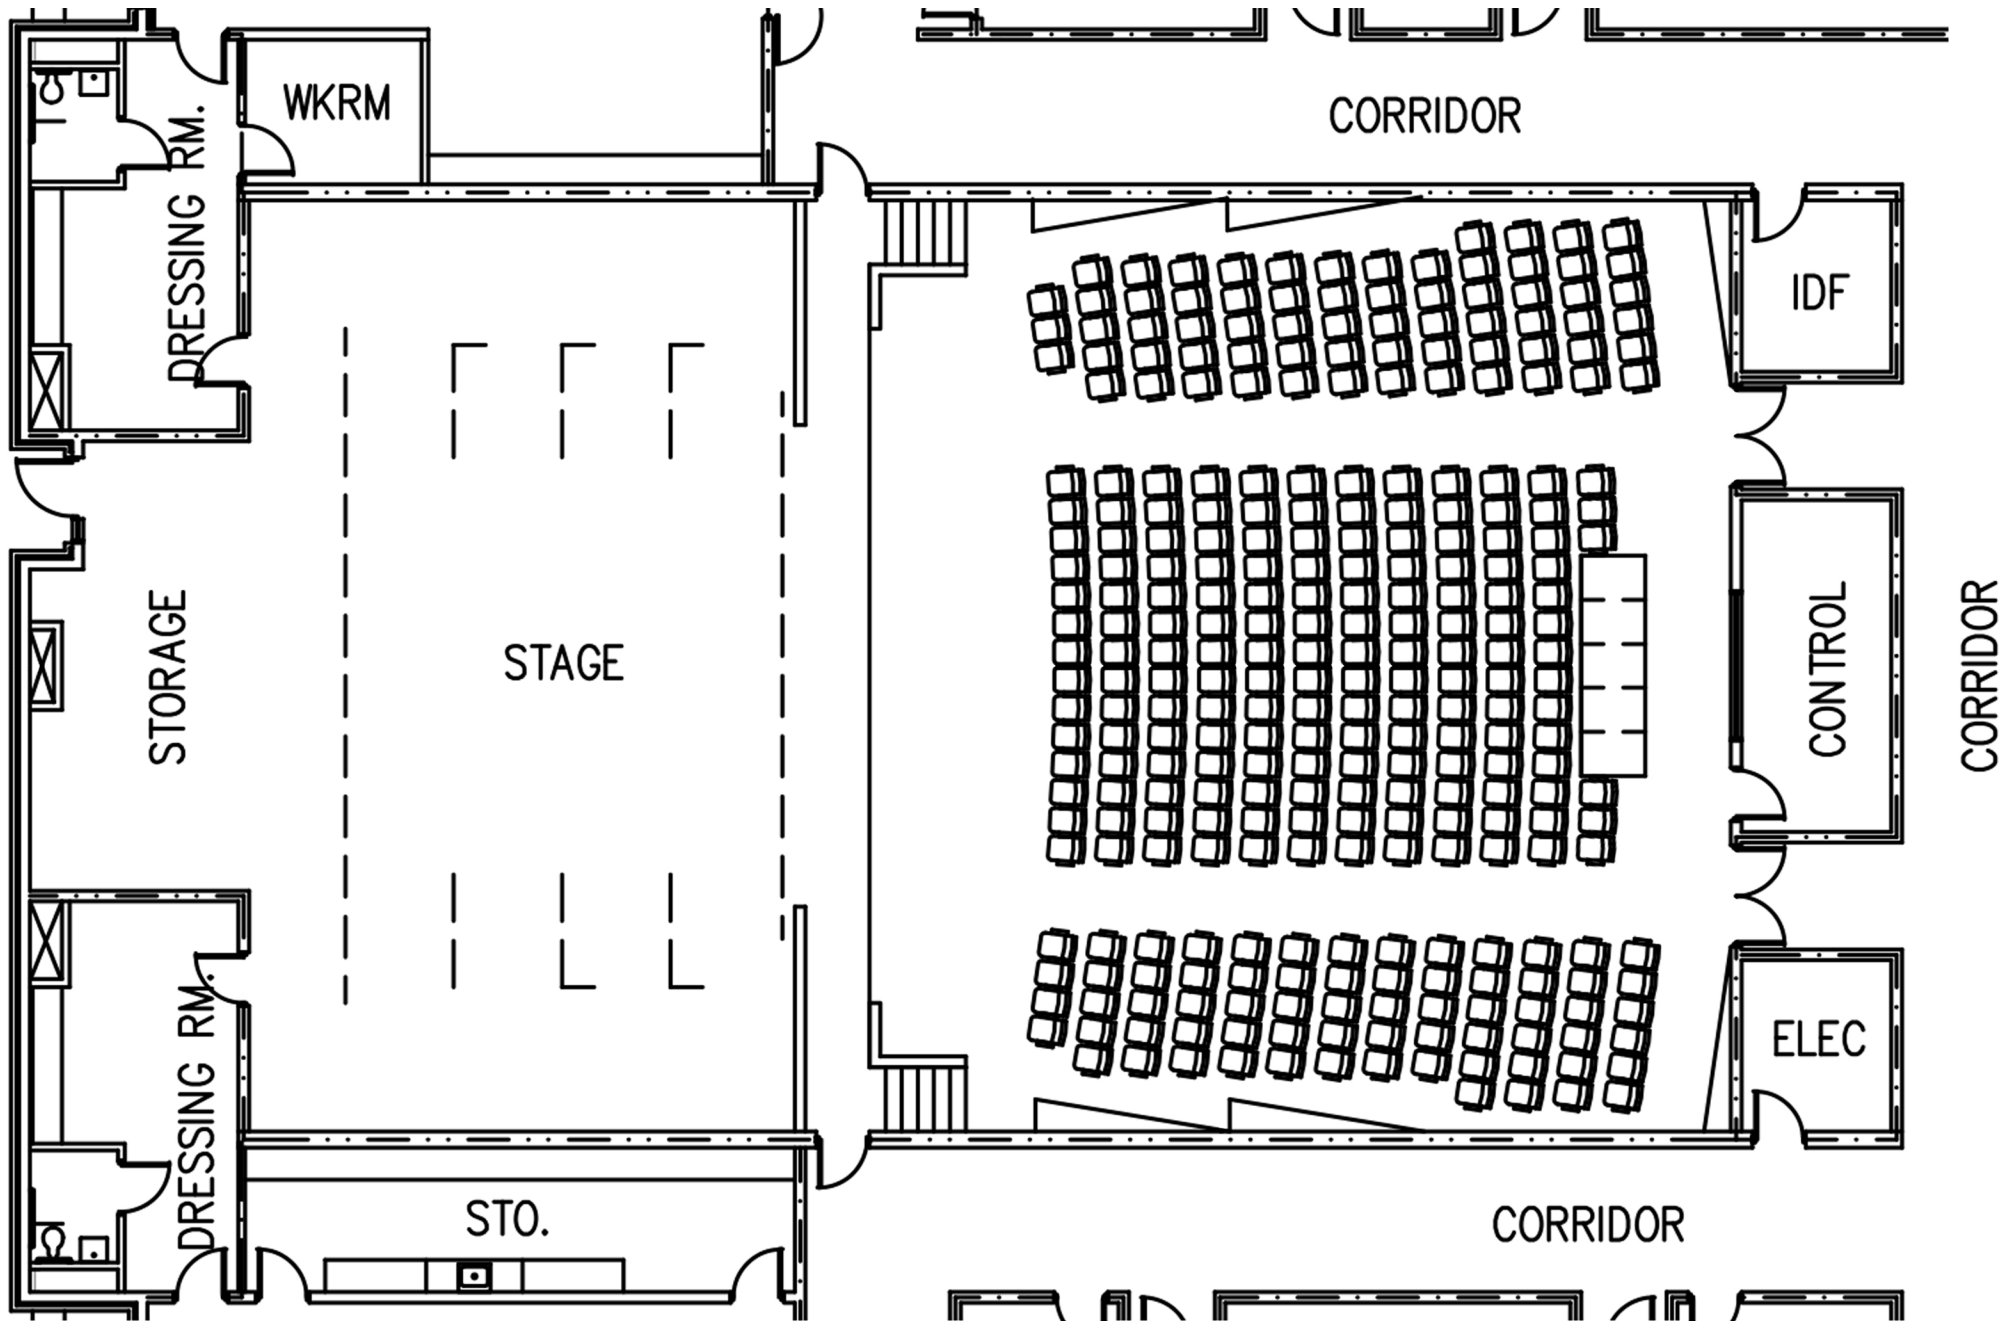 WKRM
CORRIDOR
DRESSING RM.
IDF
STORAGE
STAGE
CONTROL
CORRIDOR
DRESSING RM.
ELEC
STO.
CORRIDOR